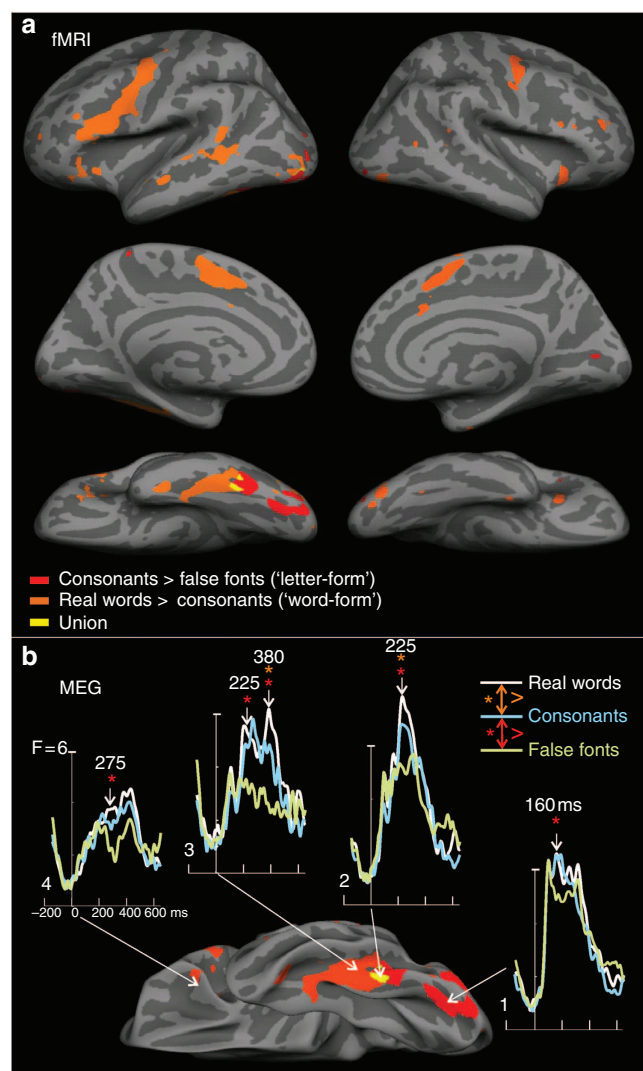 a
fMRI
Consonants > false fonts (‘letter-form’)
Real words > consonants (‘word-form’)
Union
b
MEG
F=6
275
*
4
−200 0 200 400 600 ms
225
*
380
*
*
3
225
*
*
2
Real words
* >
Consonants
* >
False fonts
160 ms
*
1